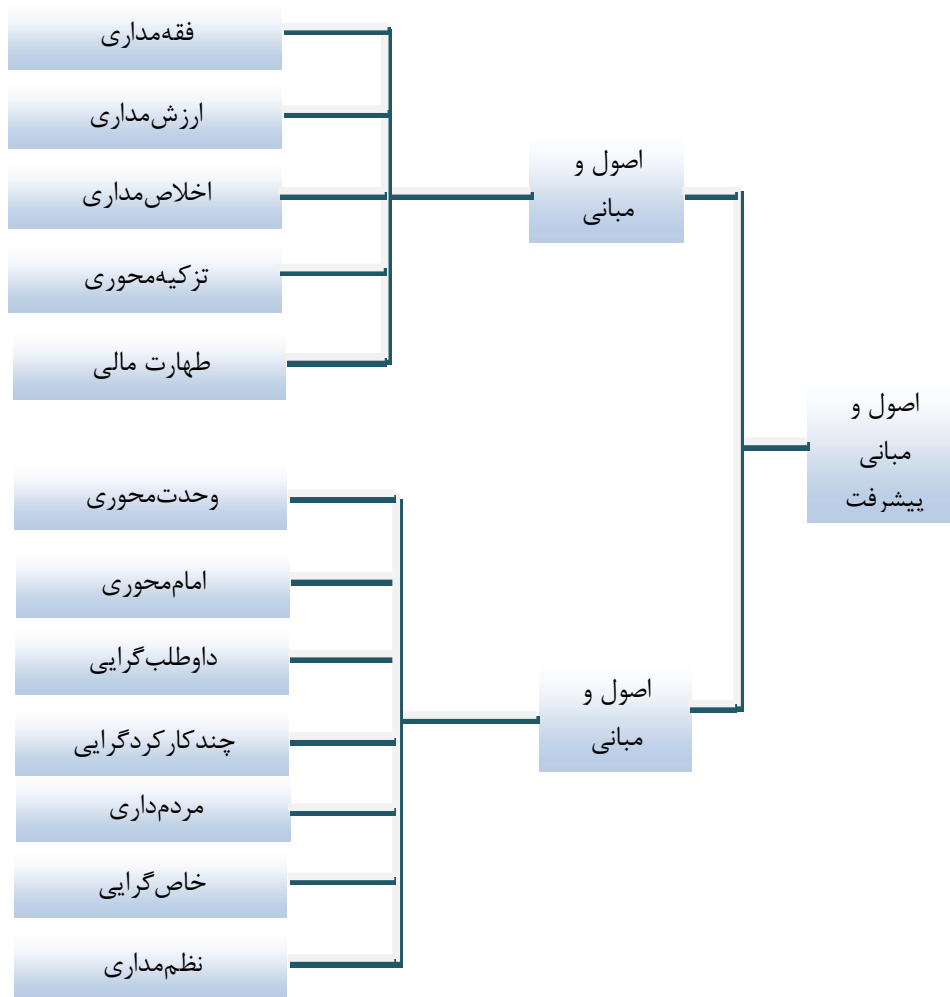 اصول و
مبانی
پیشرفت
اصول و
مبانی
فقه‌مداری
ارزش‌مداری
اخلاص‌مداری
تزکیه‌محوری
طهارت مالی
اصول و
مبانی
وحدت‌محوری
امام‌محوری
داوطلب‌گرایی
چندکارکردگرایی
مردم‌داری
خاص‌گرایی
نظم‌مداری